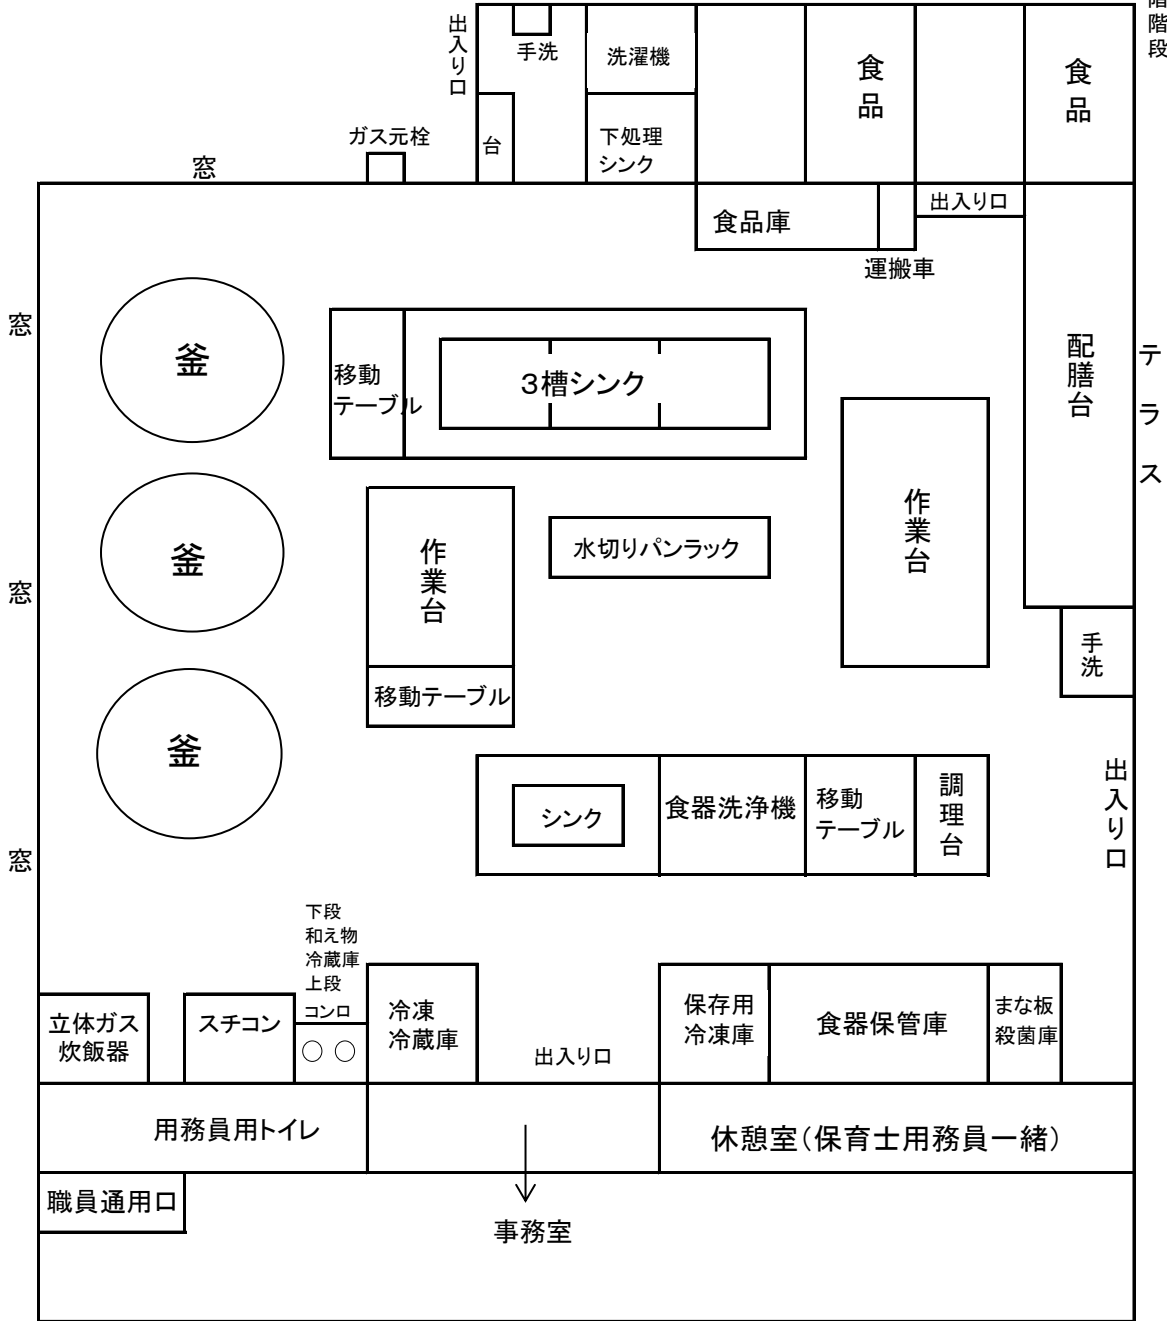 階
階
段
出入り口
手洗
洗濯機
食品
食品
ガス元栓
台
下処理
シンク
窓
食品庫
出入り口
運搬車
窓
釜
移動
テーブル
3槽シンク
配膳台
テラス
釜
作業台
水切りパンラック
作業台
窓
手洗
移動テーブル
釜
出入り口
シンク
食器洗浄機
移動
テーブル
調理台
窓
下段
和え物
冷蔵庫
上段
コンロ
立体ガス
炊飯器
スチコン
冷凍
冷蔵庫
出入り口
保存用
冷凍庫
食器保管庫
まな板
殺菌庫
用務員用トイレ
休憩室(保育士用務員一緒)
職員通用口
事務室